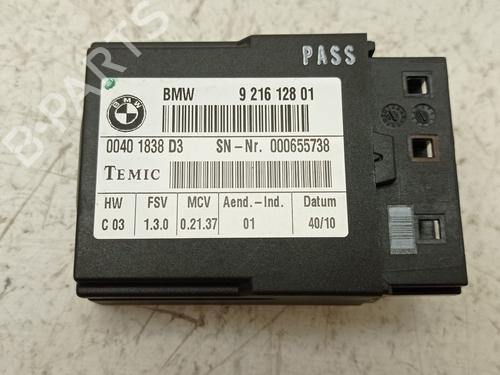 PASS
BMW
BMW 9 216 128 01
0040 1838 D3 SN-Nr. 000655738
TEMIC
HW FSV MCV Aend.-Ind. Datum
C 03 1.3.0 0.21.37 01 40/10
B-PARTS